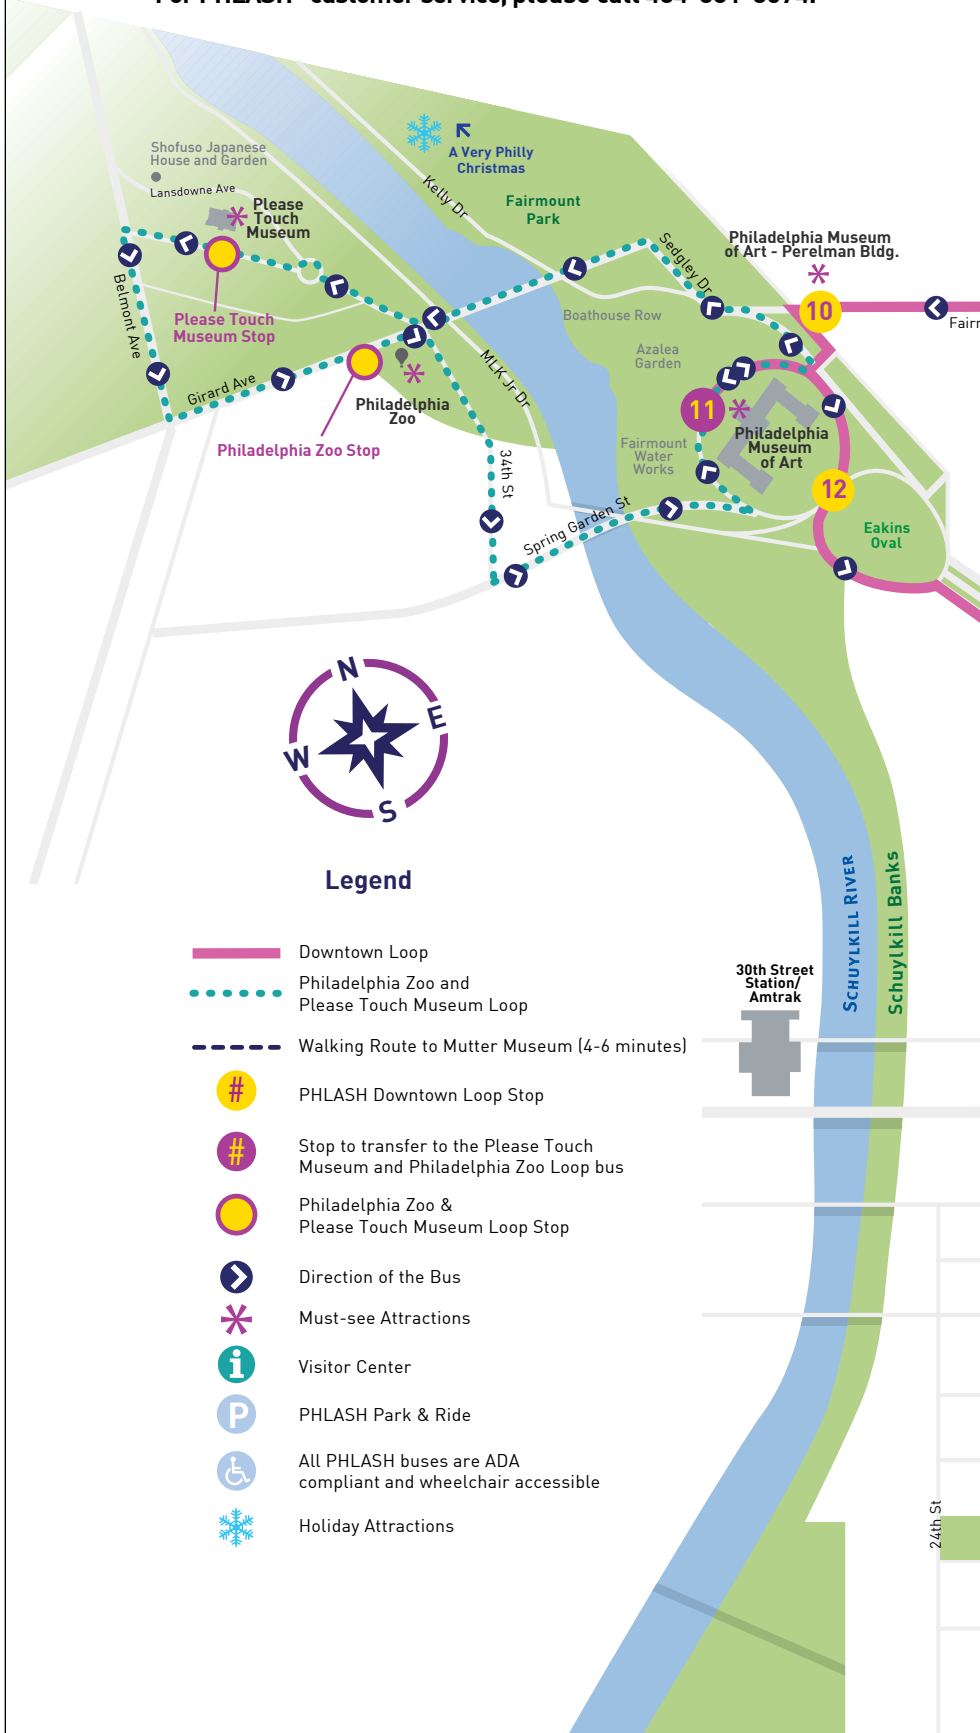 Shofuso Japanese
House and Garden
Lansdowne Ave
Please
Touch
Museum
A Very Philly
Christmas
Kelly Dr
Fairmount
Park
Sedgley Dr
Philadelphia Museum
of Art - Perelman Bldg.
10
Fairm
Belmont Ave
Please Touch
Museum Stop
Boathouse Row
Azalea
Garden
MLK Jr. Dr
Girard Ave
Philadelphia
Zoo
Philadelphia Zoo Stop
11
Philadelphia
Museum
of Art
Fairmount
Water
Works
34th St
12
Spring Garden St
Eakins
Oval
N
E
W
S
Legend
Downtown Loop
Philadelphia Zoo and
Please Touch Museum Loop
Walking Route to Mutter Museum (4-6 minutes)
#
PHLASH Downtown Loop Stop
#
Stop to transfer to the Please Touch
Museum and Philadelphia Zoo Loop bus
Philadelphia Zoo &
Please Touch Museum Loop Stop
Direction of the Bus
Must-see Attractions
i
Visitor Center
P
PHLASH Park & Ride
All PHLASH buses are ADA
compliant and wheelchair accessible
Holiday Attractions
Schuylkill River
Schuylkill Banks
30th Street
Station/
Amtrak
24th St